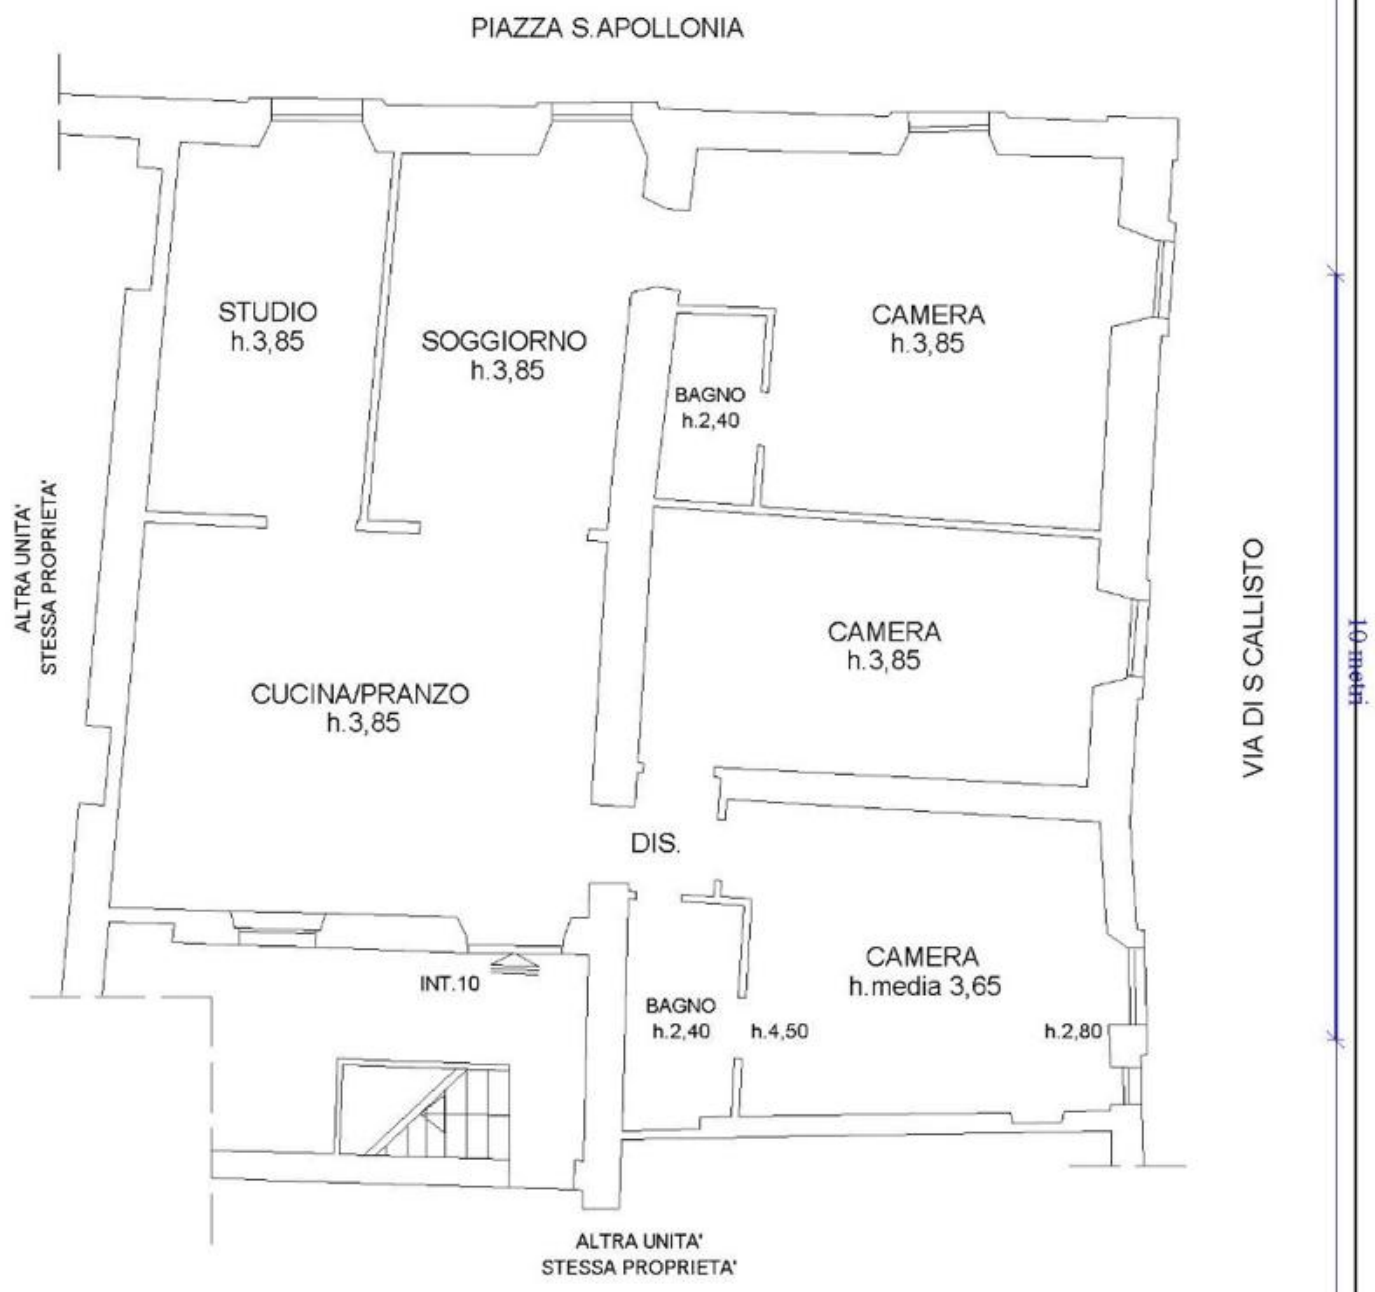 PIAZZA S.APOLLONIA
STUDIO
h.3,85
SOGGIORNO
h.3,85
CAMERA
h.3,85
BAGNO
h.2,40
ALTRA UNITA'
STESSA PROPRIETA'
CAMERA
h.3,85
VIA DI S CALLISTO
10 metri
CUCINA/PRANZO
h.3,85
DIS.
CAMERA
h.media 3,65
INT.10
BAGNO
h.2,40
h.4,50
h.2,80
ALTRA UNITA'
STESSA PROPRIETA'